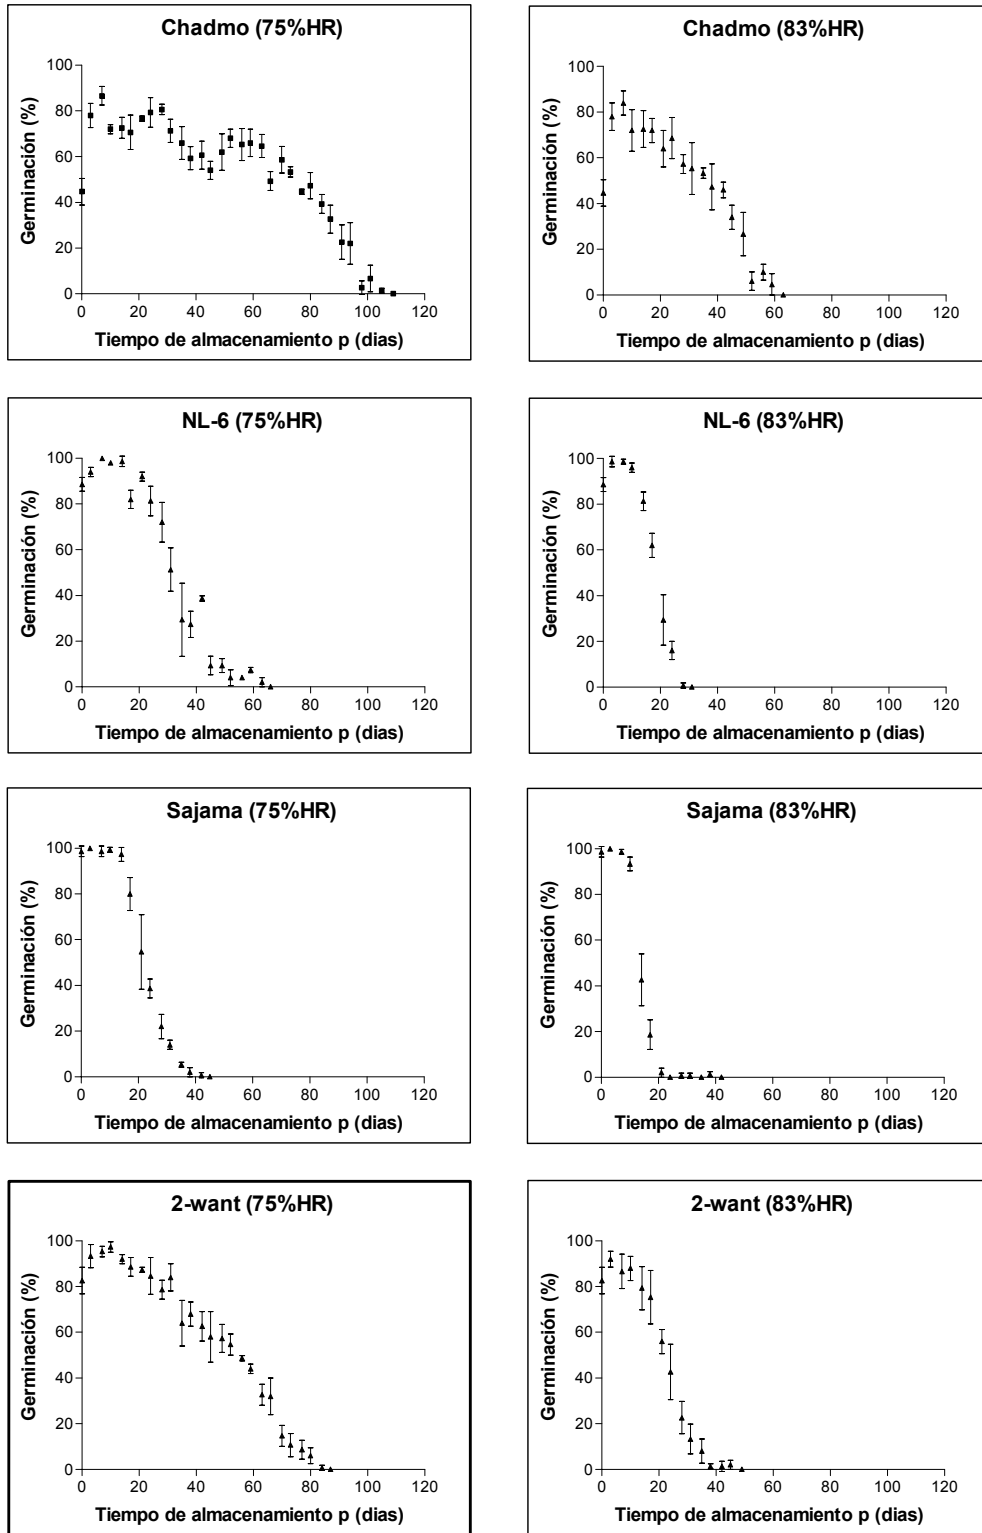 Chadmo (75%HR)
100
80
60
40
20
0
Germinación (%)
0 20 40 60 80 100 120
Tiempo de almacenamiento p (dias)
Chadmo (83%HR)
100
80
60
40
20
0
Germinación (%)
0 20 40 60 80 100 120
Tiempo de almacenamiento p (dias)
NL-6 (75%HR)
100
80
60
40
20
0
Germinación (%)
0 20 40 60 80 100 120
Tiempo de almacenamiento p (dias)
NL-6 (83%HR)
100
80
60
40
20
0
Germinación (%)
0 20 40 60 80 100 120
Tiempo de almacenamiento p (dias)
Sajama (75%HR)
100
80
60
40
20
0
Germinación (%)
0 20 40 60 80 100 120
Tiempo de almacenamiento p (dias)
Sajama (83%HR)
100
80
60
40
20
0
Germinación (%)
0 20 40 60 80 100 120
Tiempo de almacenamiento p (dias)
2-want (75%HR)
100
80
60
40
20
0
Germinación (%)
0 20 40 60 80 100 120
Tiempo de almacenamiento p (dias)
2-want (83%HR)
100
80
60
40
20
0
Germinación (%)
0 20 40 60 80 100 120
Tiempo de almacenamiento p (dias)